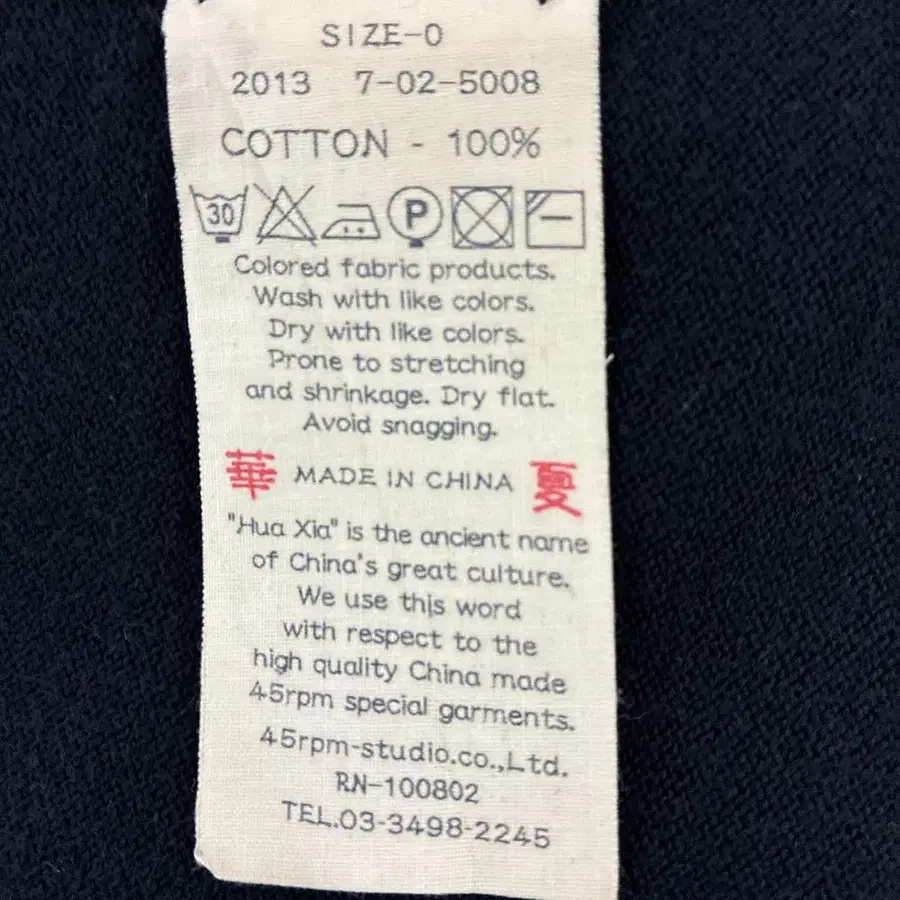 SIZE-0
2013 7-02-5008
COTTON - 100%
30 P
Colored fabric products.
Wash with like colors.
Dry with like colors.
Prone to stretching
and shrinkage. Dry flat.
Avoid snagging.
華 MADE IN CHINA 夏
"Hua Xia" is the ancient name
of China's great culture.
We use this word
with respect to the
high quality China made
45rpm special garments.
45rpm-studio.co.,Ltd.
RN-100802
TEL.03-3498-2245